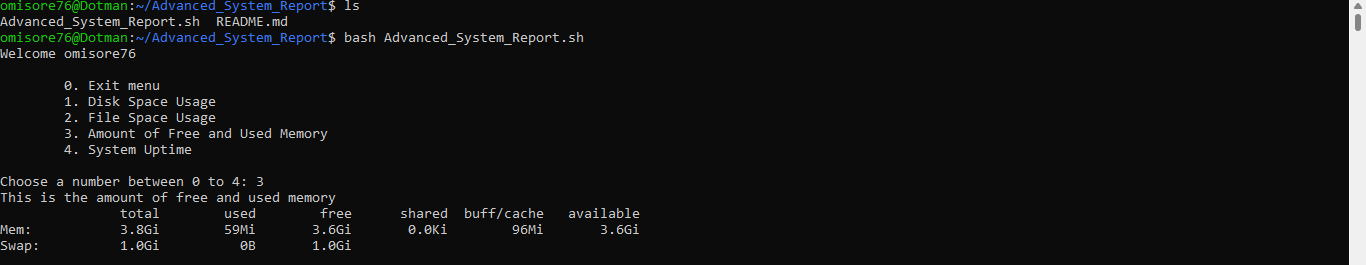 omisore76@Dotman:~/Advanced_System_Report$ ls
Advanced_System_Report.sh  README.md
omisore76@Dotman:~/Advanced_System_Report$ bash Advanced_System_Report.sh
Welcome omisore76
0. Exit menu
1. Disk Space Usage
2. File Space Usage
3. Amount of Free and Used Memory
4. System Uptime
Choose a number between 0 to 4: 3
This is the amount of free and used memory
               total        used        free      shared  buff/cache   available
Mem:          3.8Gi        59Mi       3.6Gi       0.0Ki        96Mi       3.6Gi
Swap:         1.0Gi          0B       1.0Gi